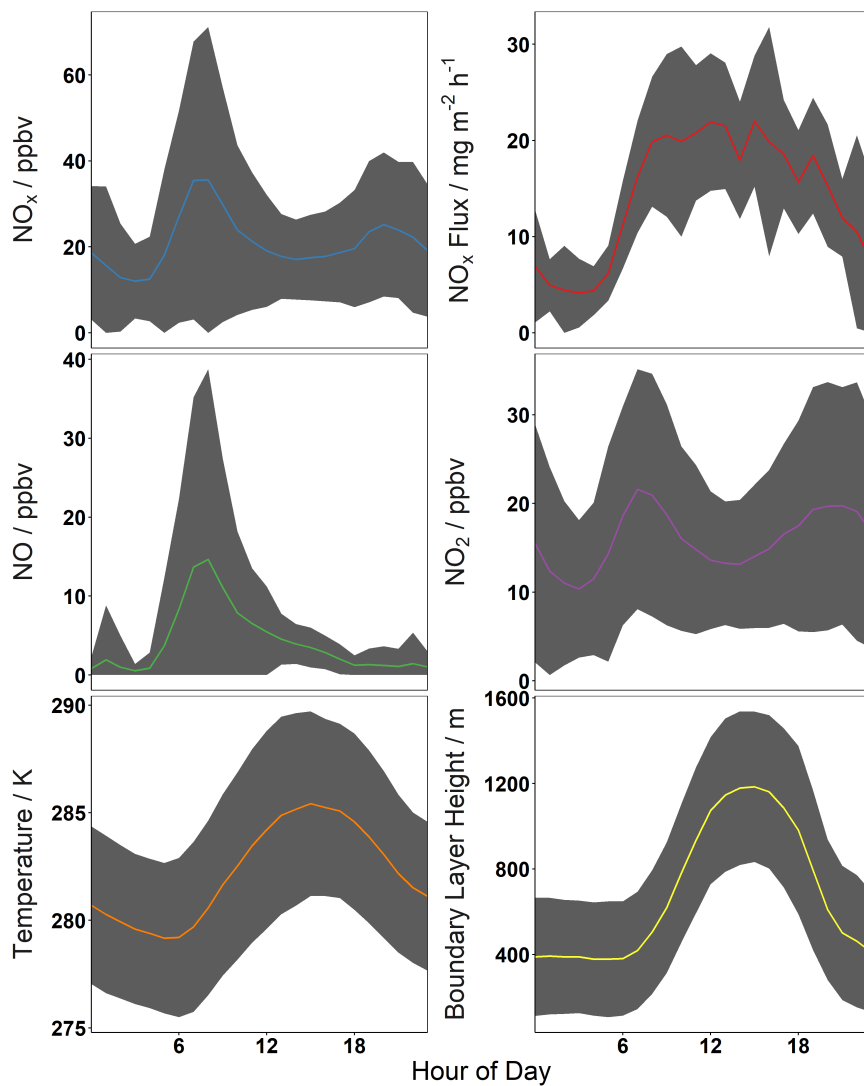 NOx / ppbv
60
40
20
0
NOx Flux / mg m-2 h-1
30
20
10
0
NO / ppbv
40
30
20
10
0
NO2 / ppbv
30
20
10
0
Temperature / K
290
285
280
275
Boundary Layer Height / m
1600
1200
800
400
6 12 18
6 12 18
Hour of Day